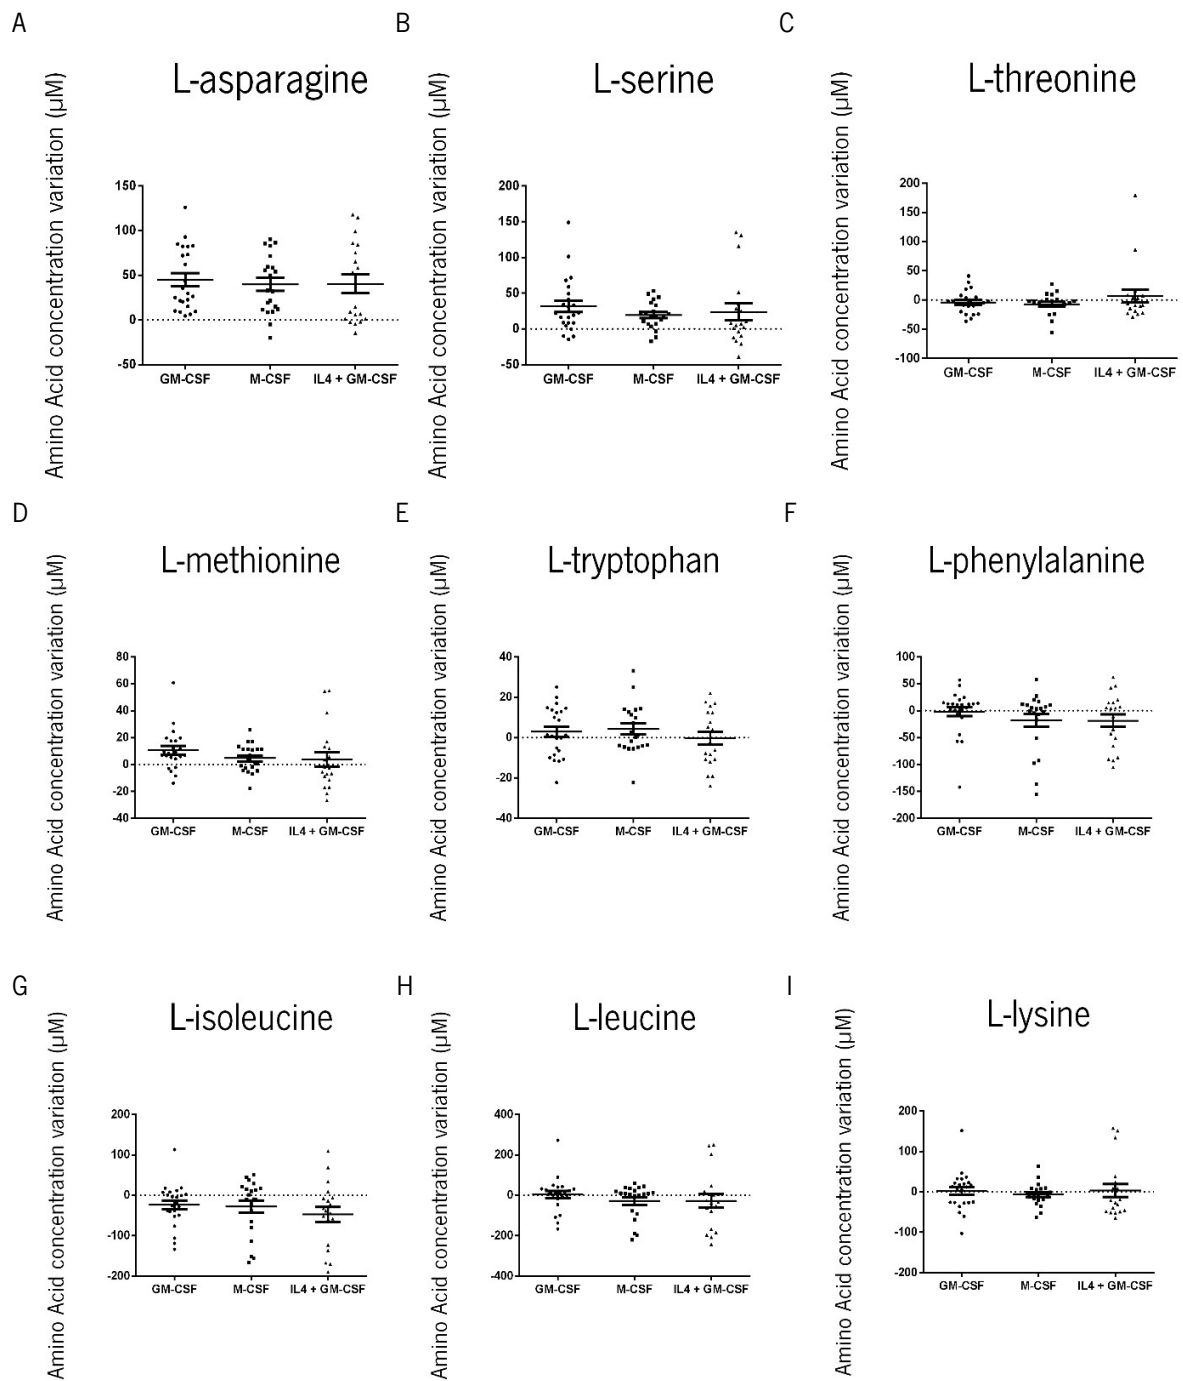 A
L-asparagine
Amino Acid concentration variation (µM)
150
100
50
0
-50
GM-CSF
M-CSF
IL4 + GM-CSF
B
L-serine
Amino Acid concentration variation (µM)
200
150
100
50
0
-50
GM-CSF
M-CSF
IL4 + GM-CSF
C
L-threonine
Amino Acid concentration variation (µM)
200
150
100
50
0
-50
-100
GM-CSF
M-CSF
IL4 + GM-CSF
D
L-methionine
Amino Acid concentration variation (µM)
80
60
40
20
0
-20
-40
GM-CSF
M-CSF
IL4 + GM-CSF
E
L-tryptophan
Amino Acid concentration variation (µM)
40
20
0
-20
-40
GM-CSF
M-CSF
IL4 + GM-CSF
F
L-phenylalanine
Amino Acid concentration variation (µM)
100
50
0
-50
-100
-150
-200
GM-CSF
M-CSF
IL4 + GM-CSF
G
L-isoleucine
Amino Acid concentration variation (µM)
200
100
0
-100
-200
GM-CSF
M-CSF
IL4 + GM-CSF
H
L-leucine
Amino Acid concentration variation (µM)
400
200
0
-200
-400
GM-CSF
M-CSF
IL4 + GM-CSF
I
L-lysine
Amino Acid concentration variation (µM)
200
100
0
-100
-200
GM-CSF
M-CSF
IL4 + GM-CSF